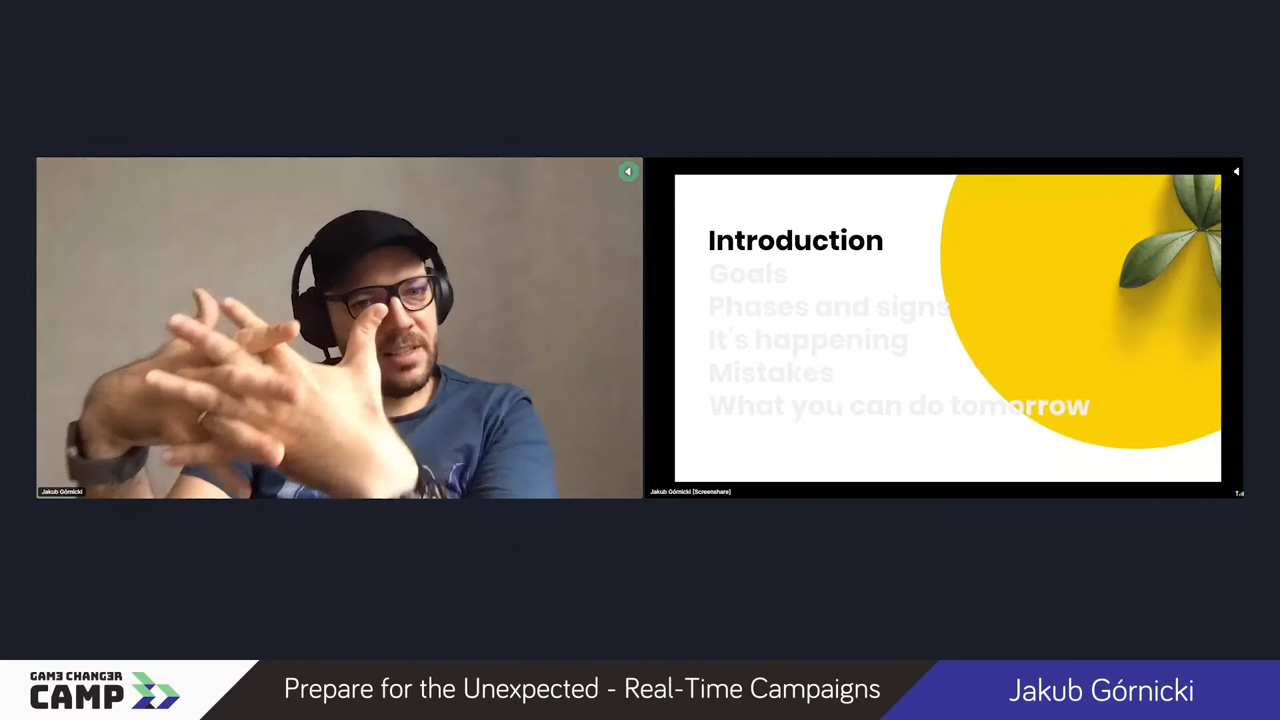 Jakub Górnicki
Introduction
Goals
Phases and signs
It's happening
Mistakes
What you can do tomorrow
Jakub Górnicki [Screenshare]
GAME CHANGER
CAMP
Prepare for the Unexpected - Real-Time Campaigns
Jakub Górnicki